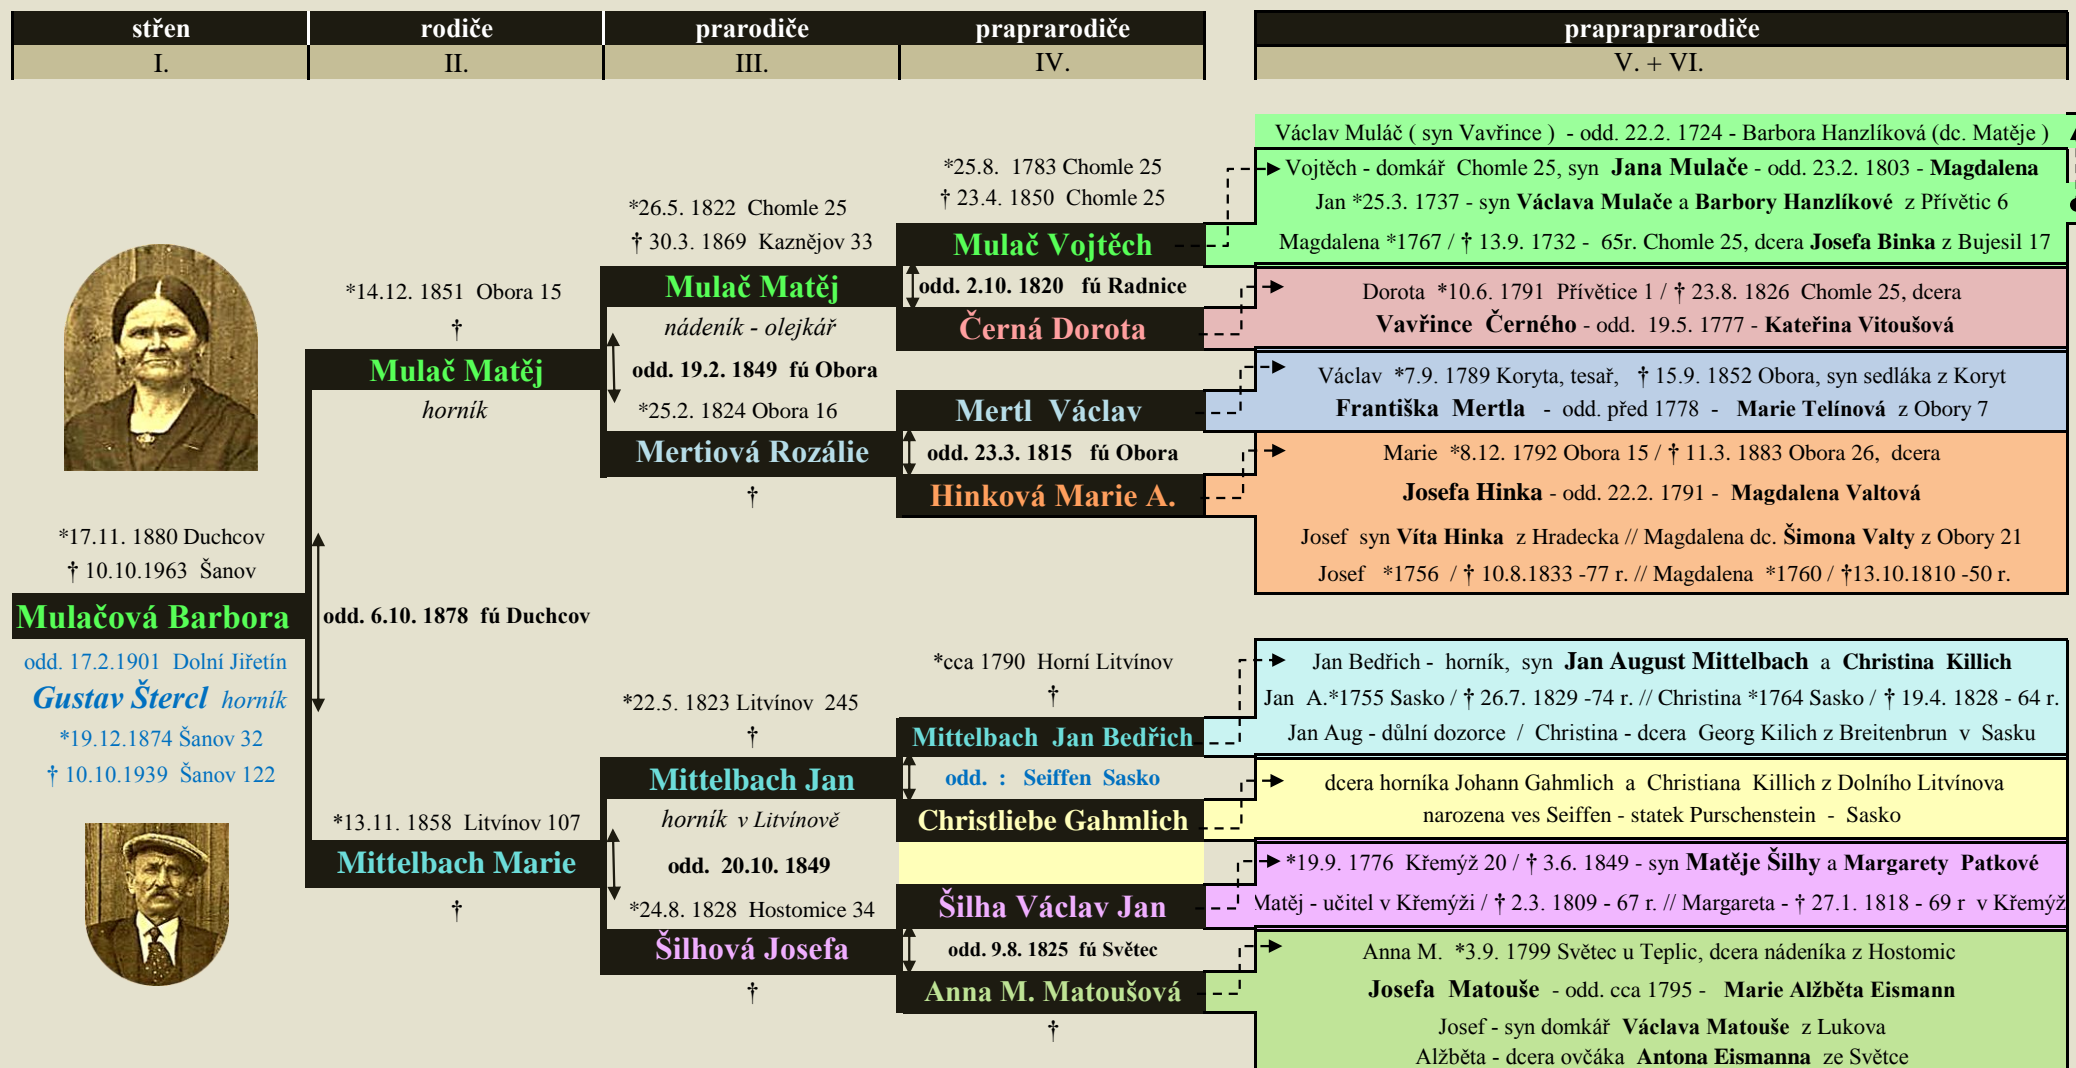 střen
rodiče
prarodiče
praprarodiče
prapraprarodiče
I.
II.
III.
IV.
V. + VI.
*17.11. 1880 Duchcov
† 10.10.1963 Šanov
Mulačová Barbora
odd. 17.2.1901 Dolní Jiřetín
Gustav Štercl horník
*19.12.1874 Šanov 32
† 10.10.1939 Šanov 122
*14.12. 1851 Obora 15
†
Mulač Matěj
horník
odd. 6.10. 1878 fú Duchcov
*13.11. 1858 Litvínov 107
Mittelbach Marie
†
*26.5. 1822 Chomle 25
† 30.3. 1869 Kaznějov 33
Mulač Matěj
nádeník - olejkář
odd. 19.2. 1849 fú Obora
*25.2. 1824 Obora 16
Mertiová Rozálie
†
*22.5. 1823 Litvínov 245
†
Mittelbach Jan
horník v Litvínově
odd. 20.10. 1849
*24.8. 1828 Hostomice 34
Šilhová Josefa
†
*25.8. 1783 Chomle 25
† 23.4. 1850 Chomle 25
Mulač Vojtěch
odd. 2.10. 1820 fú Radnice
Černá Dorota
Mertl Václav
odd. 23.3. 1815 fú Obora
Hinková Marie A.
*cca 1790 Horní Litvínov
†
Mittelbach Jan Bedřich
odd. : Seiffen Sasko
Christliebe Gahmlich
Šilha Václav Jan
odd. 9.8. 1825 fú Světec
Anna M. Matoušová
†
Václav Muláč ( syn Vavřince ) - odd. 22.2. 1724 - Barbora Hanzlíková (dc. Matěje )
Vojtěch - domkář Chomle 25, syn Jana Mulače - odd. 23.2. 1803 - Magdalena
Jan *25.3. 1737 - syn Václava Mulače a Barbory Hanzlíkové z Přívětic 6
Magdalena *1767 / † 13.9. 1732 - 65r. Chomle 25, dcera Josefa Binka z Bujesil 17
Dorota *10.6. 1791 Přívětice 1 / † 23.8. 1826 Chomle 25, dcera
Vavřince Černého - odd. 19.5. 1777 - Kateřina Vitoušová
Václav *7.9. 1789 Koryta, tesař, † 15.9. 1852 Obora, syn sedláka z Koryt
Františka Mertla - odd. před 1778 - Marie Telínová z Obory 7
Marie *8.12. 1792 Obora 15 / † 11.3. 1883 Obora 26, dcera
Josefa Hinka - odd. 22.2. 1791 - Magdalena Valtová
Josef syn Víta Hinka z Hradecka // Magdalena dc. Šimona Valty z Obory 21
Josef *1756 / † 10.8.1833 -77 r. // Magdalena *1760 / †13.10.1810 -50 r.
Jan Bedřich - horník, syn Jan August Mittelbach a Christina Killich
Jan A.*1755 Sasko / † 26.7. 1829 -74 r. // Christina *1764 Sasko / † 19.4. 1828 - 64 r.
Jan Aug - důlní dozorce / Christina - dcera Georg Kilich z Breitenbrun v Sasku
dcera horníka Johann Gahmlich a Christiana Killich z Dolního Litvínova
narozena ves Seiffen - statek Purschenstein - Sasko
*19.9. 1776 Křemýž 20 / † 3.6. 1849 - syn Matěje Šilhy a Margarety Patkové
Matěj - učitel v Křemýži / † 2.3. 1809 - 67 r. // Margareta - † 27.1. 1818 - 69 r v Křemýž
Anna M. *3.9. 1799 Světec u Teplic, dcera nádeníka z Hostomic
Josefa Matouše - odd. cca 1795 - Marie Alžběta Eismann
Josef - syn domkář Václava Matouše z Lukova
Alžběta - dcera ovčáka Antona Eismanna ze Světce